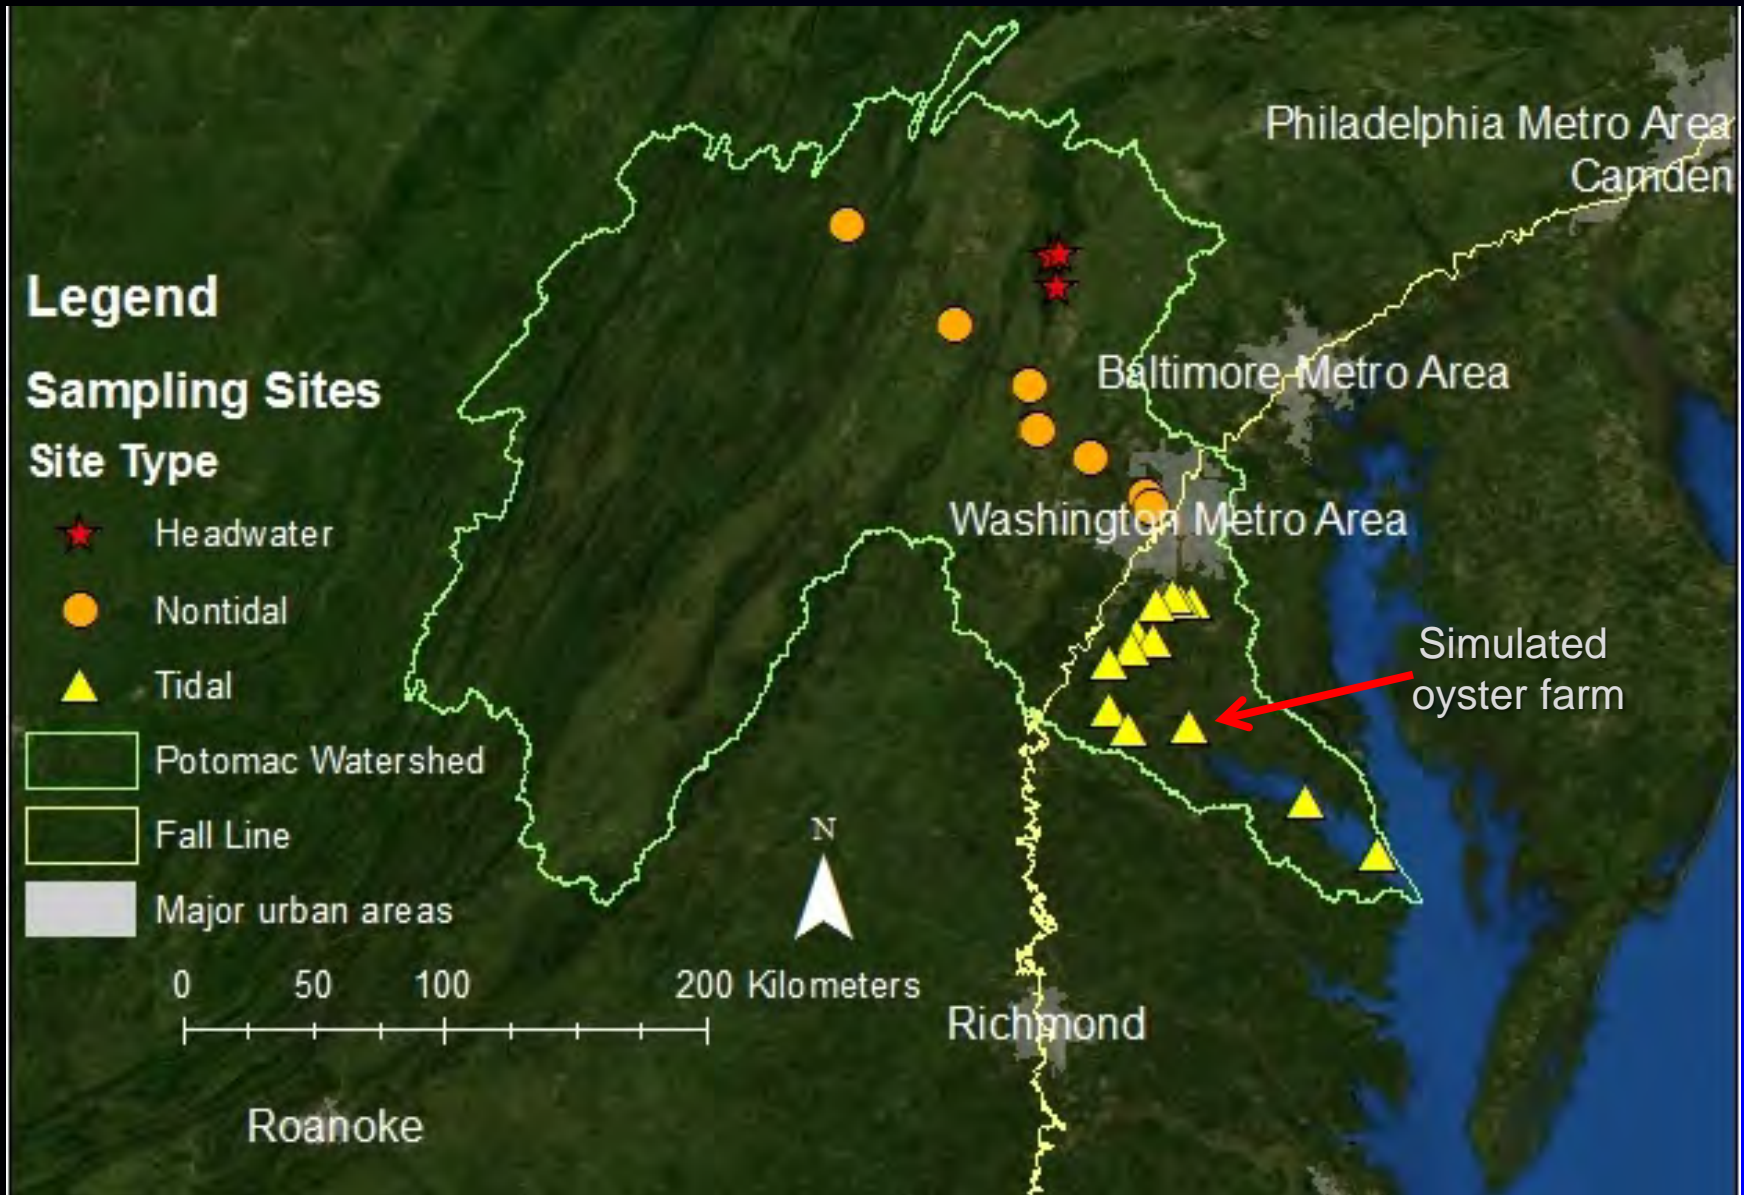 Philadelphia Metro Area
Camden
Legend
Sampling Sites
Baltimore Metro Area
Site Type
Headwater
Washington Metro Area
Nontidal
Simulated
oyster farm
Tidal
Potomac Watershed
Fall Line
N
Major urban areas
0 50 100 200 Kilometers
Richmond
Roanoke